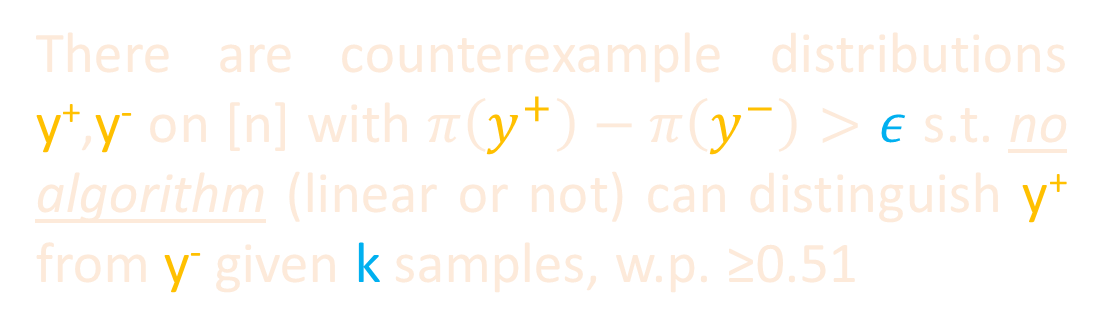 There are counterexample distributions
y⁺,y⁻ on [n] with π(y⁺) − π(y⁻) > ϵ s.t. no
algorithm (linear or not) can distinguish y⁺
from y⁻ given k samples, w.p. ≥0.51